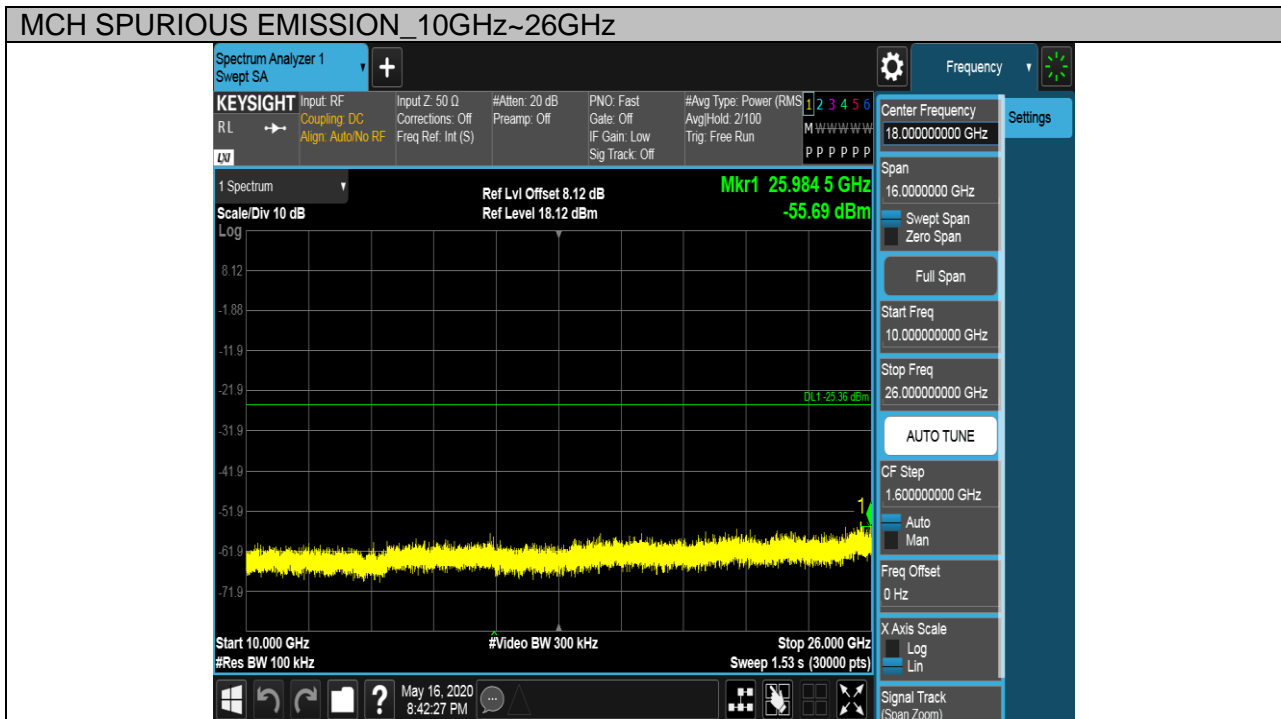 MCH SPURIOUS EMISSION_10GHz~26GHz
Spectrum Analyzer 1
Swept SA
Frequency
KEYSIGHT
RL
LXI
Input: RF
Coupling: DC
Align: Auto/No RF
Input Z: 50 Ω
Corrections: Off
Freq Ref: Int (S)
#Atten: 20 dB
Preamp: Off
PNO: Fast
Gate: Off
IF Gain: Low
Sig Track: Off
#Avg Type: Power (RMS
Avg|Hold: 2/100
Trig: Free Run
1 2 3 4 5 6
M W W W W W
P P P P P P
1 Spectrum
Scale/Div 10 dB
Log
Ref Lvl Offset 8.12 dB
Ref Level 18.12 dBm
Mkr1 25.984 5 GHz
-55.69 dBm
8.12
-1.88
-11.9
-21.9
DL1 -25.36 dBm
-31.9
-41.9
-51.9
1
-61.9
-71.9
Start 10.000 GHz
#Video BW 300 kHz
Stop 26.000 GHz
#Res BW 100 kHz
Sweep 1.53 s (30000 pts)
?
May 16, 2020
8:42:27 PM
Center Frequency
18.000000000 GHz
Settings
Span
16.0000000 GHz
Swept Span
Zero Span
Full Span
Start Freq
10.000000000 GHz
Stop Freq
26.000000000 GHz
AUTO TUNE
CF Step
1.600000000 GHz
Auto
Man
Freq Offset
0 Hz
X Axis Scale
Log
Lin
Signal Track
(Span Zoom)